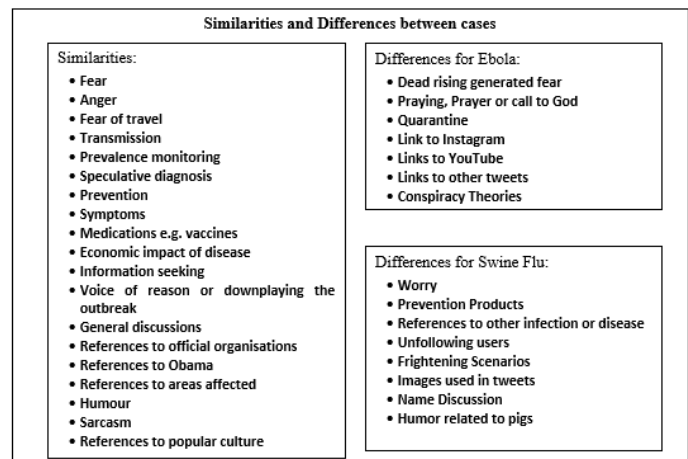 Similarities and Differences between cases
Similarities:
• Fear
• Anger
• Fear of travel
• Transmission
• Prevalence monitoring
• Speculative diagnosis
• Prevention
• Symptoms
• Medications e.g. vaccines
• Economic impact of disease
• Information seeking
• Voice of reason or downplaying the
outbreak
• General discussions
• References to official organisations
• References to Obama
• References to areas affected
• Humour
• Sarcasm
• References to popular culture
Differences for Ebola:
• Dead rising generated fear
• Praying, Prayer or call to God
• Quarantine
• Link to Instagram
• Links to YouTube
• Links to other tweets
• Conspiracy Theories
Differences for Swine Flu:
• Worry
• Prevention Products
• References to other infection or disease
• Unfollowing users
• Frightening Scenarios
• Images used in tweets
• Name Discussion
• Humor related to pigs